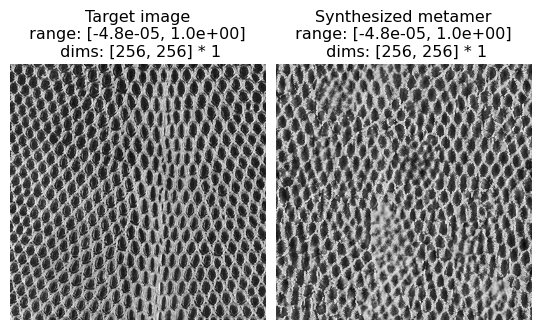 Target image
range: [-4.8e-05, 1.0e+00]
dims: [256, 256] * 1
Synthesized metamer
range: [-4.8e-05, 1.0e+00]
dims: [256, 256] * 1